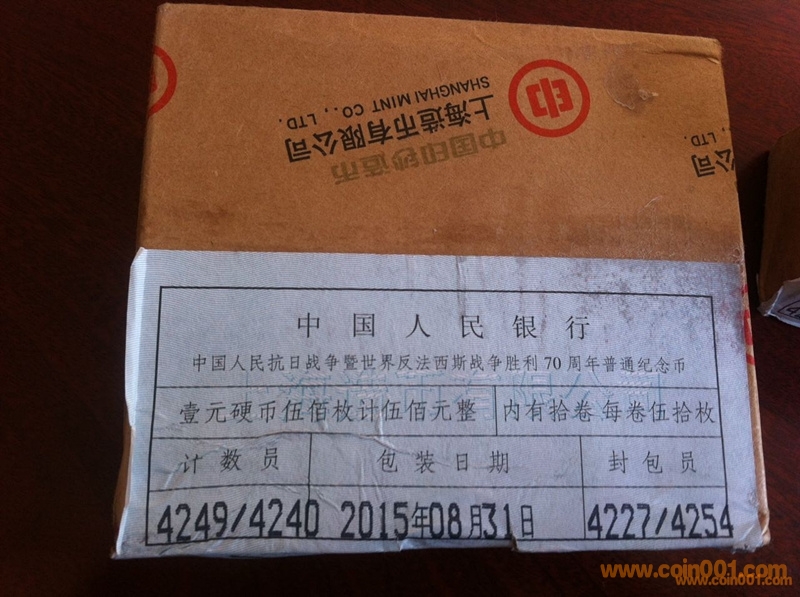 印
SHANGHAI MINT CO., LTD.
上海造币有限公司
中国印钞造币
, LTD.
公司
中国人民银行
中国人民抗日战争暨世界反法西斯战争胜利70周年普通纪念币
壹元硬币伍佰枚计伍佰元整 内有拾卷每卷伍拾枚
计数员 包装日期 封包员
4249/4240 2015年08月31日 4227/4254
www.coin001.com
www.coin001.com